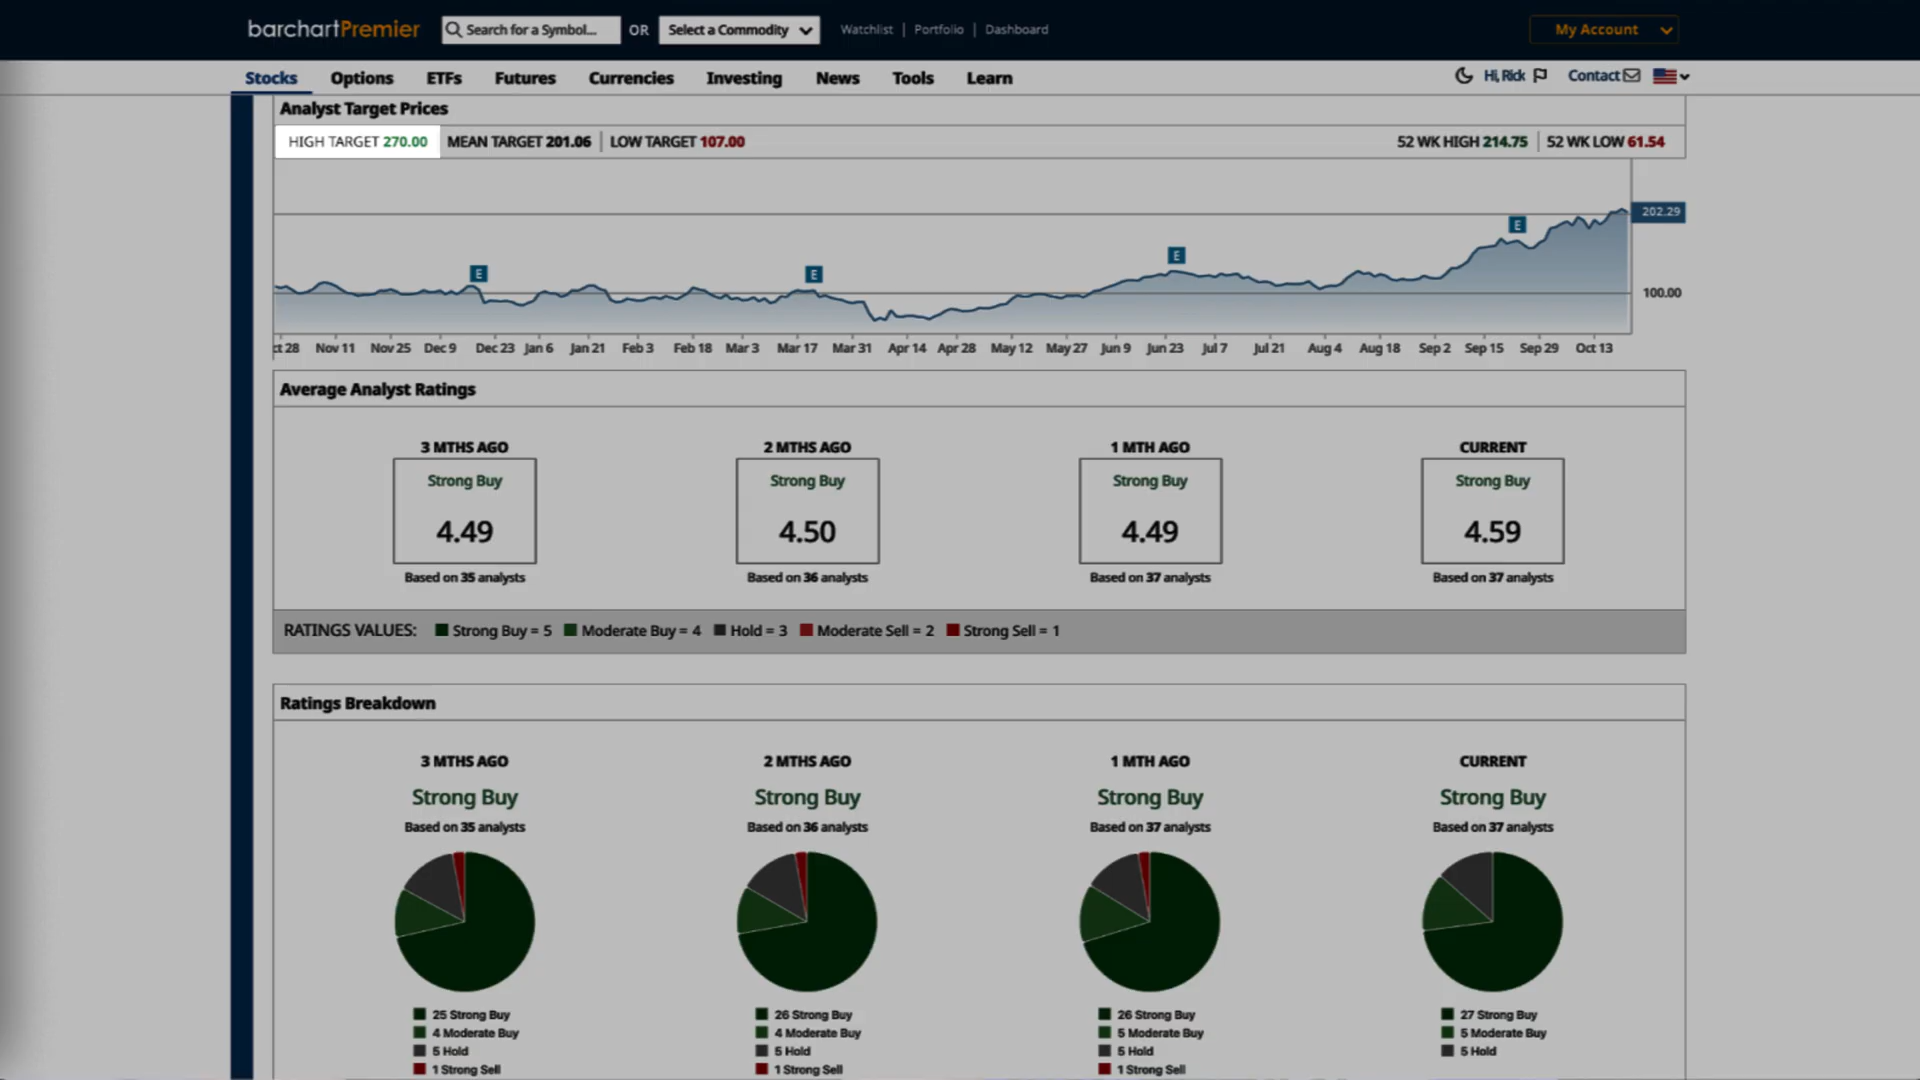 barchartPremier Search for a Symbol... OR Select a Commodity Watchlist | Portfolio | Dashboard My Account
Stocks Options ETFs Futures Currencies Investing News Tools Learn Hi, Rick Contact
Analyst Target Prices
HIGH TARGET 270.00 MEAN TARGET 201.06 LOW TARGET 107.00 52 WK HIGH 214.75 52 WK LOW 61.54
202.29
E E E E
100.00
ct 28 Nov 11 Nov 25 Dec 9 Dec 23 Jan 6 Jan 21 Feb 3 Feb 18 Mar 3 Mar 17 Mar 31 Apr 14 Apr 28 May 12 May 27 Jun 9 Jun 23 Jul 7 Jul 21 Aug 4 Aug 18 Sep 2 Sep 15 Sep 29 Oct 13
Average Analyst Ratings
3 MTHS AGO 2 MTHS AGO 1 MTH AGO CURRENT
Strong Buy Strong Buy Strong Buy Strong Buy
4.49 4.50 4.49 4.59
Based on 35 analysts Based on 36 analysts Based on 37 analysts Based on 37 analysts
RATINGS VALUES: Strong Buy = 5 Moderate Buy = 4 Hold = 3 Moderate Sell = 2 Strong Sell = 1
Ratings Breakdown
3 MTHS AGO 2 MTHS AGO 1 MTH AGO CURRENT
Strong Buy Strong Buy Strong Buy Strong Buy
Based on 35 analysts Based on 36 analysts Based on 37 analysts Based on 37 analysts
25 Strong Buy 26 Strong Buy 26 Strong Buy 27 Strong Buy
4 Moderate Buy 4 Moderate Buy 5 Moderate Buy 5 Moderate Buy
5 Hold 5 Hold 5 Hold 5 Hold
1 Strong Sell 1 Strong Sell 1 Strong Sell